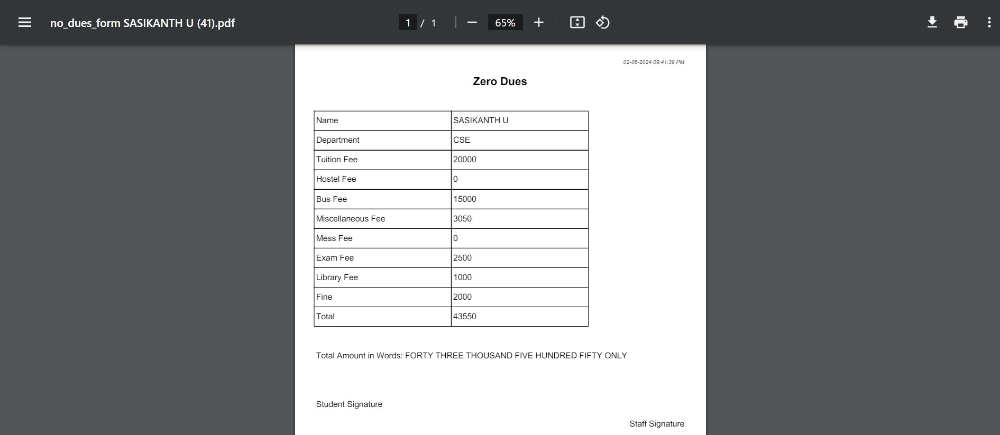 no_dues_form SASIKANTH U (41).pdf
1 / 1
65%
02-06-2024 09:41:39 PM
Zero Dues
Name SASIKANTH U
Department CSE
Tuition Fee 20000
Hostel Fee 0
Bus Fee 15000
Miscellaneous Fee 3050
Mess Fee 0
Exam Fee 2500
Library Fee 1000
Fine 2000
Total 43550
Total Amount in Words: FORTY THREE THOUSAND FIVE HUNDRED FIFTY ONLY
Student Signature
Staff Signature